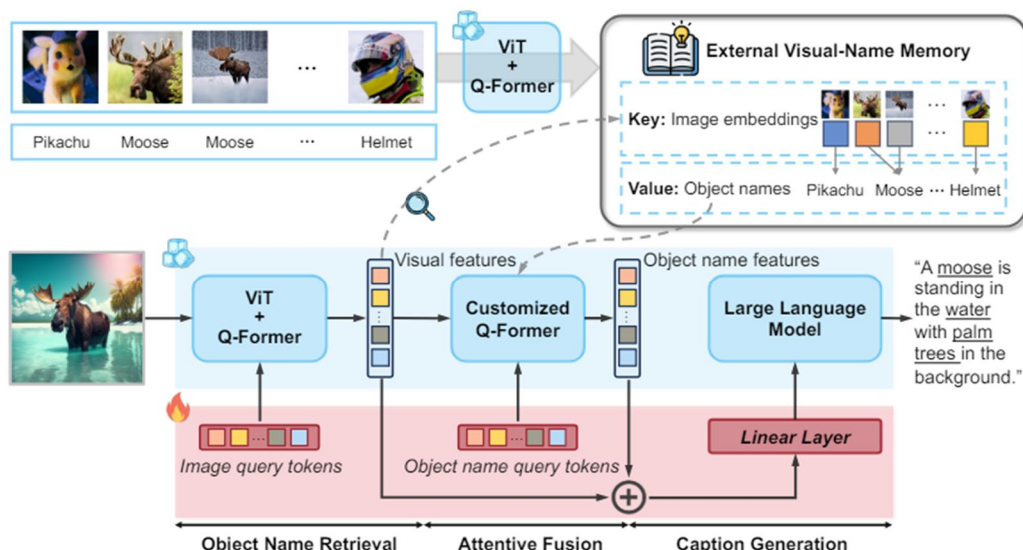 ViT
+
Q-Former
External Visual-Name Memory
Pikachu Moose Moose ... Helmet
Key: Image embeddings
...
Value: Object names
Pikachu Moose ... Helmet
Visual features
Object name features
ViT
+
Q-Former
Customized
Q-Former
Large Language
Model
"A moose is
standing in
the water
with palm
trees in the
background."
Image query tokens
Object name query tokens
Linear Layer
+
Object Name Retrieval
Attentive Fusion
Caption Generation